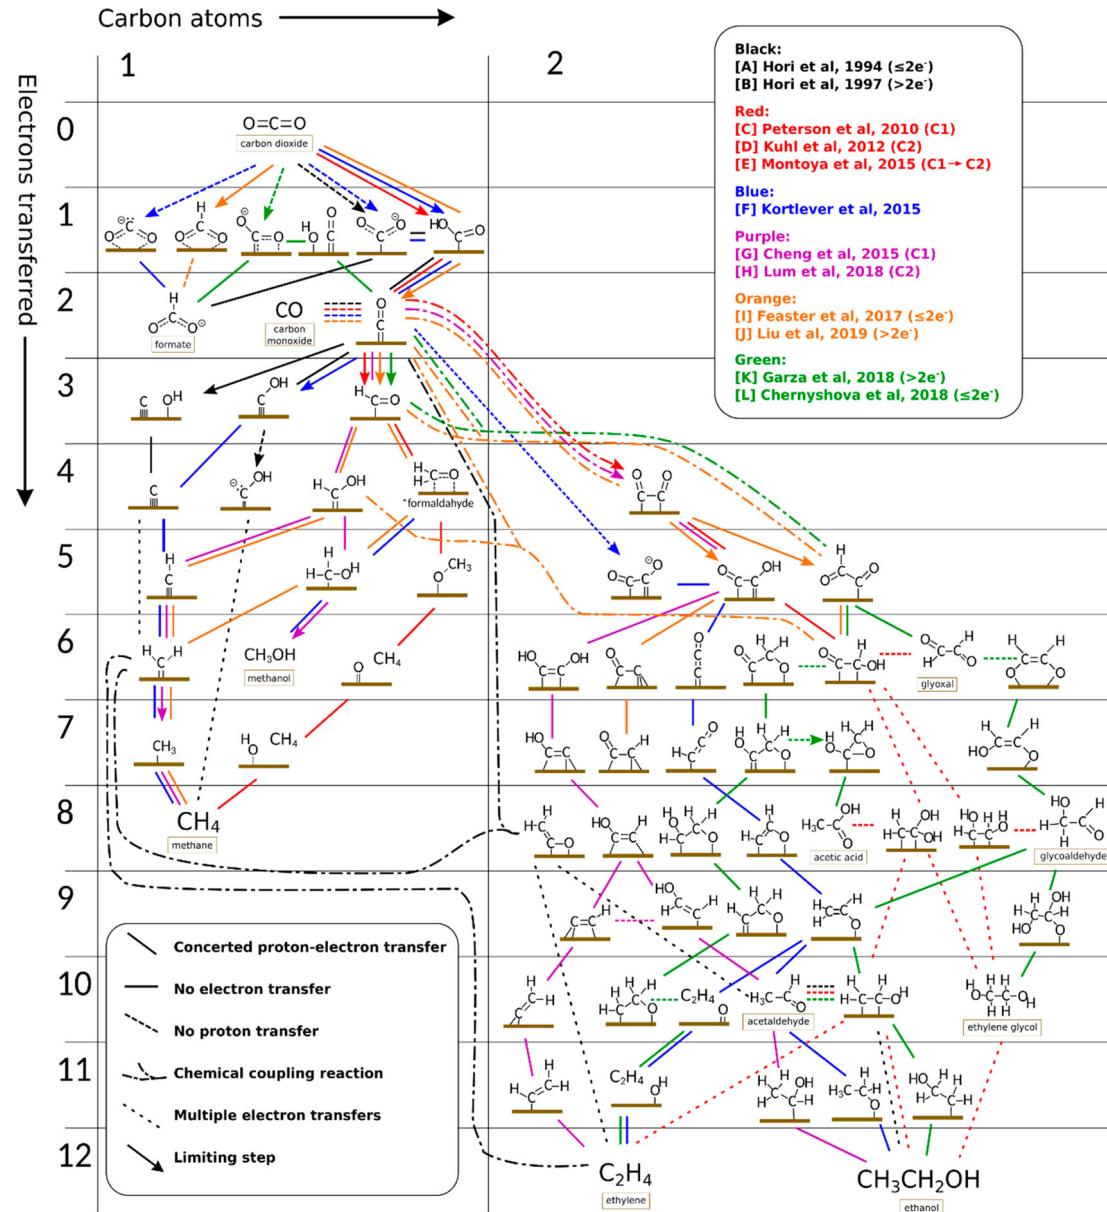 Carbon atoms
1
2
Electrons transferred
Black:
[A] Hori et al, 1994 (≤2e⁻)
[B] Hori et al, 1997 (>2e⁻)
Red:
[C] Peterson et al, 2010 (C1)
[D] Kuhl et al, 2012 (C2)
[E] Montoya et al, 2015 (C1→ C2)
Blue:
[F] Kortlever et al, 2015
Purple:
[G] Cheng et al, 2015 (C1)
[H] Lum et al, 2018 (C2)
Orange:
[I] Feaster et al, 2017 (≤2e⁻)
[J] Liu et al, 2019 (>2e⁻)
Green:
[K] Garza et al, 2018 (>2e⁻)
[L] Chernyshova et al, 2018 (≤2e⁻)
0
O=C=O
carbon dioxide
1
2
formate
CO
carbon monoxide
3
4
*formaldahyde
5
CH₃
6
CH₃OH
methanol
CH₄
glyoxal
7
CH₃
CH₄
8
CH₄
methane
H₃C
acetic acid
glycoaldehyde
9
10
C₂H₄
H₃C
acetaldehyde
ethylene glycol
11
C₂H₄
H₃C
12
C₂H₄
ethylene
CH₃CH₂OH
ethanol
Concerted proton-electron transfer
No electron transfer
No proton transfer
Chemical coupling reaction
Multiple electron transfers
Limiting step